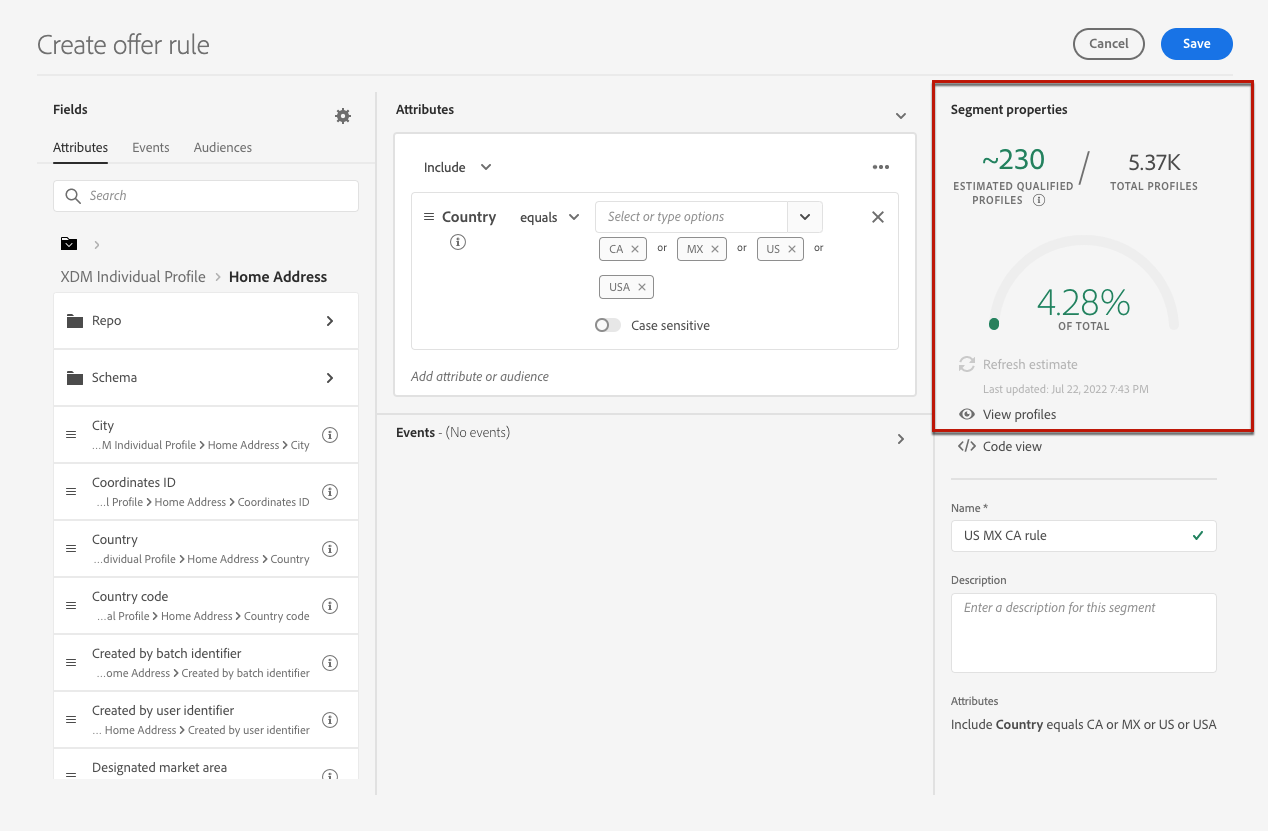 Create offer rule
Cancel
Save
Fields
Attributes
Events
Audiences
Search
XDM Individual Profile > Home Address
Repo
Schema
City
...M Individual Profile > Home Address > City
Coordinates ID
...l Profile > Home Address > Coordinates ID
Country
...dividual Profile > Home Address > Country
Country code
...al Profile > Home Address > Country code
Created by batch identifier
...ome Address > Created by batch identifier
Created by user identifier
... Home Address > Created by user identifier
Designated market area
Attributes
Include
Country
equals
Select or type options
CA × or MX × or US × or
USA ×
Case sensitive
Add attribute or audience
Events - (No events)
Segment properties
~230 / 5.37K
ESTIMATED QUALIFIED
PROFILES
TOTAL PROFILES
4.28%
OF TOTAL
Refresh estimate
Last updated: Jul 22, 2022 7:43 PM
View profiles
</> Code view
Name *
US MX CA rule
Description
Enter a description for this segment
Attributes
Include Country equals CA or MX or US or USA